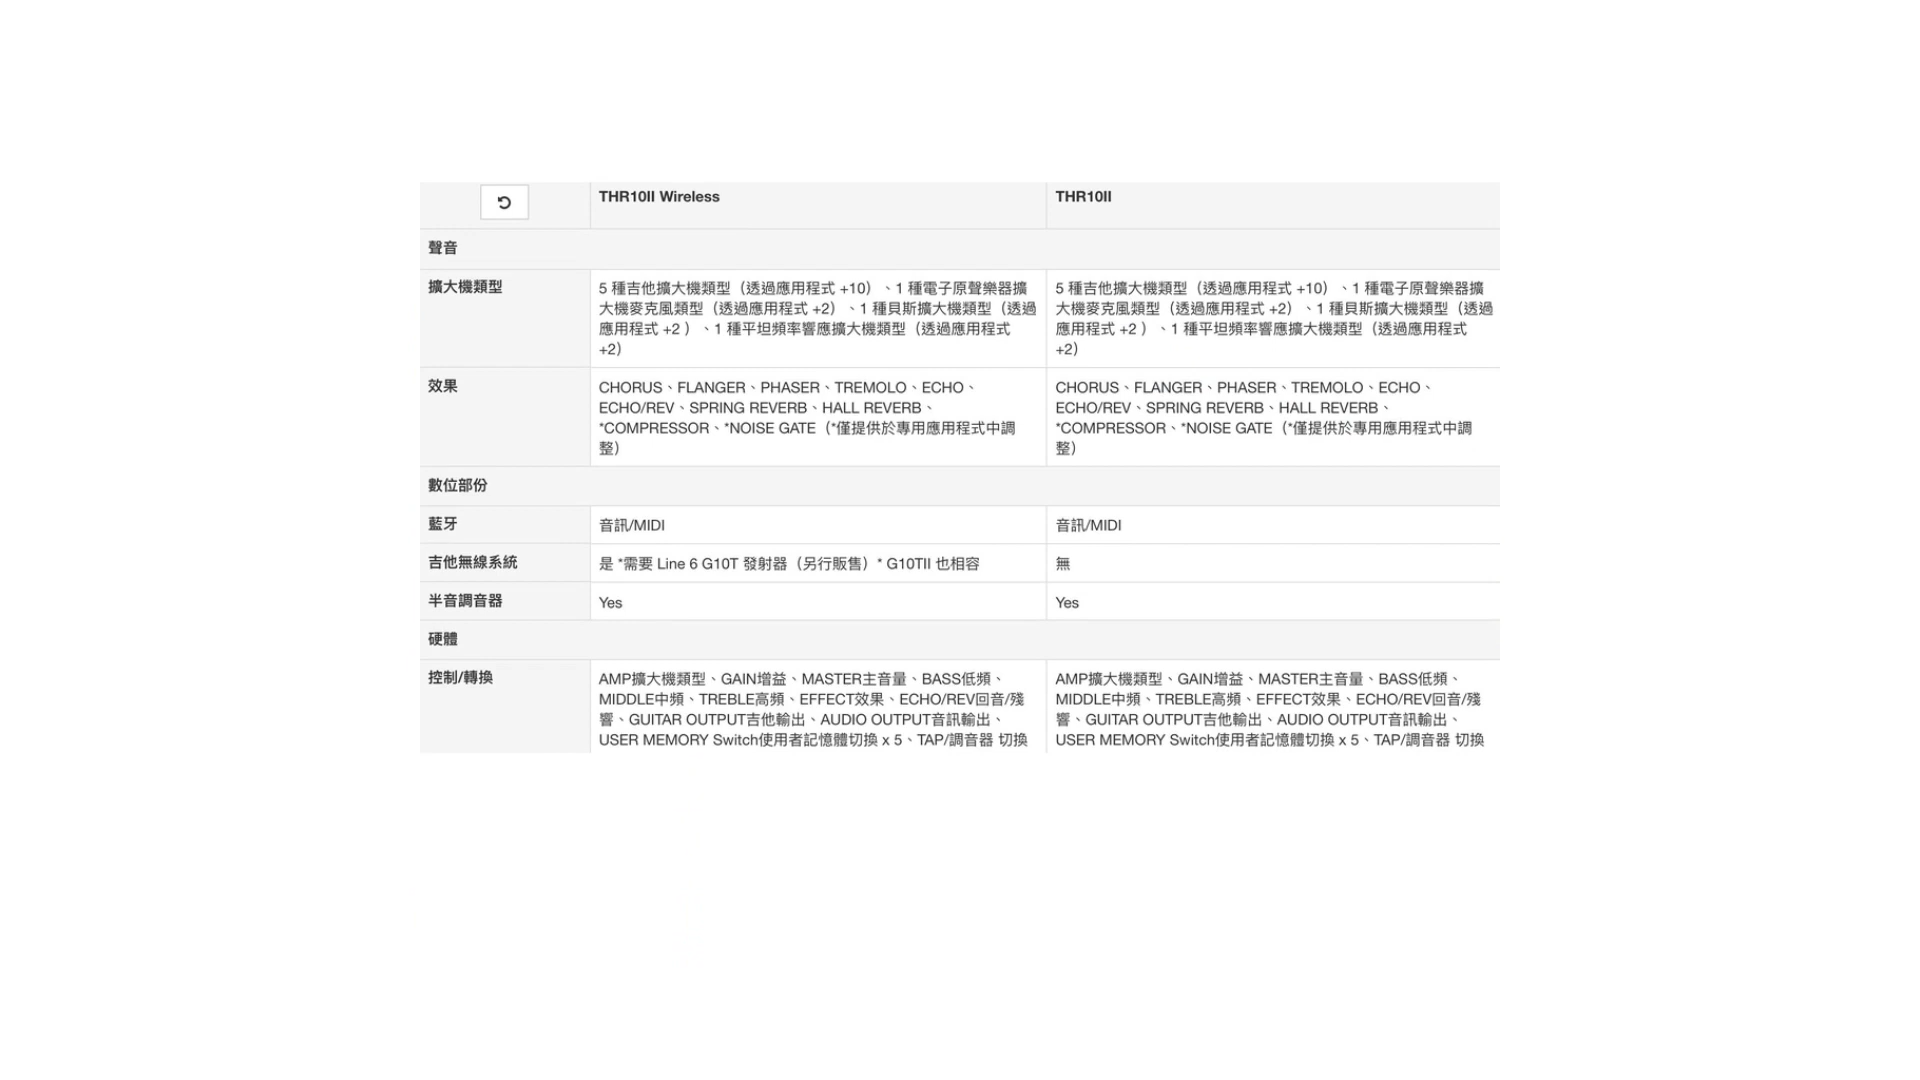 THR10II Wireless
THR10II
聲音
擴大機類型
5 種吉他擴大機類型（透過應用程式 +10）、1 種電子原聲樂器擴
大機麥克風類型（透過應用程式 +2）、1 種貝斯擴大機類型（透過
應用程式 +2 ）、1 種平坦頻率響應擴大機類型（透過應用程式
+2）
5 種吉他擴大機類型（透過應用程式 +10）、1 種電子原聲樂器擴
大機麥克風類型（透過應用程式 +2）、1 種貝斯擴大機類型（透過
應用程式 +2 ）、1 種平坦頻率響應擴大機類型（透過應用程式
+2）
效果
CHORUS、FLANGER、PHASER、TREMOLO、ECHO、
ECHO/REV、SPRING REVERB、HALL REVERB、
*COMPRESSOR、*NOISE GATE（*僅提供於專用應用程式中調
整）
CHORUS、FLANGER、PHASER、TREMOLO、ECHO、
ECHO/REV、SPRING REVERB、HALL REVERB、
*COMPRESSOR、*NOISE GATE（*僅提供於專用應用程式中調
整）
數位部份
藍牙
音訊/MIDI
音訊/MIDI
吉他無線系統
是 *需要 Line 6 G10T 發射器（另行販售）* G10TII 也相容
無
半音調音器
Yes
Yes
硬體
控制/轉換
AMP擴大機類型、GAIN增益、MASTER主音量、BASS低頻、
MIDDLE中頻、TREBLE高頻、EFFECT效果、ECHO/REV回音/殘
響、GUITAR OUTPUT吉他輸出、AUDIO OUTPUT音訊輸出、
USER MEMORY Switch使用者記憶體切換 x 5、TAP/調音器 切換
AMP擴大機類型、GAIN增益、MASTER主音量、BASS低頻、
MIDDLE中頻、TREBLE高頻、EFFECT效果、ECHO/REV回音/殘
響、GUITAR OUTPUT吉他輸出、AUDIO OUTPUT音訊輸出、
USER MEMORY Switch使用者記憶體切換 x 5、TAP/調音器 切換